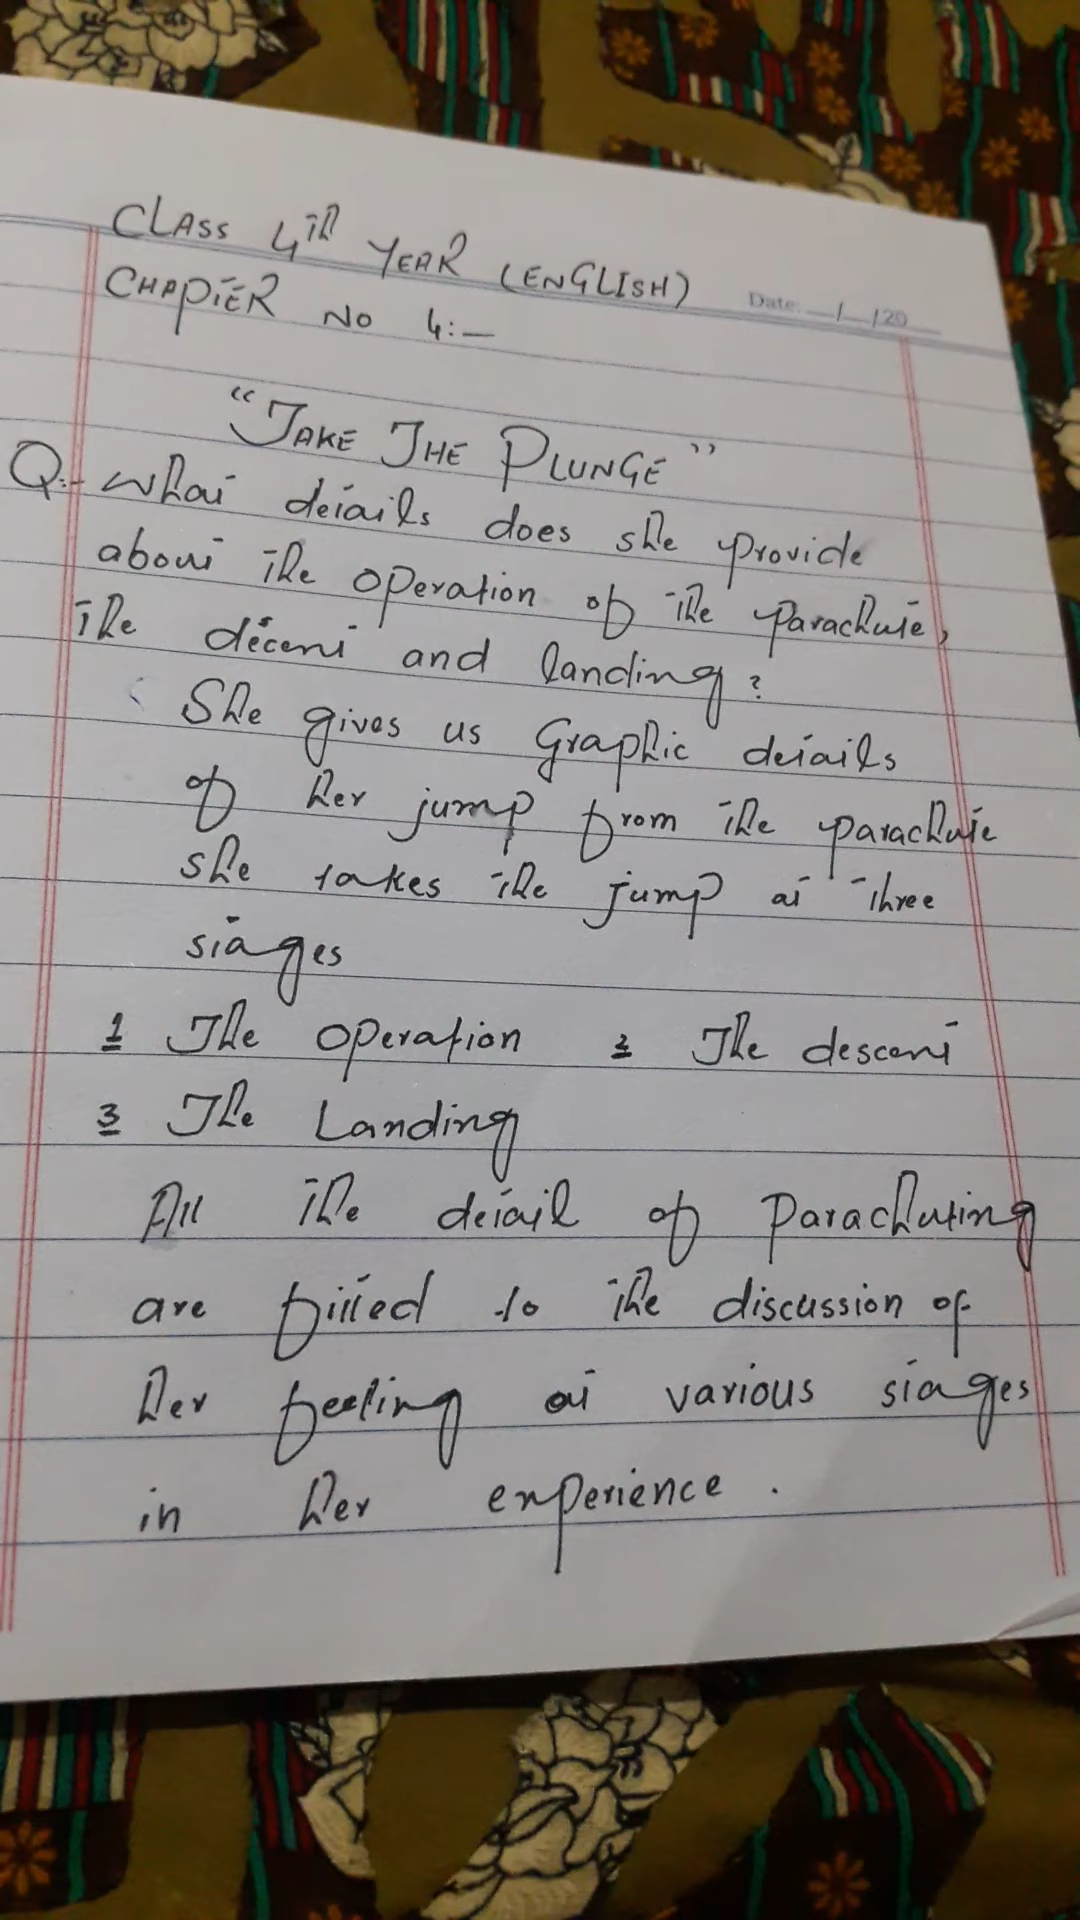 CLASS 4th YEAR (ENGLISH)
Date: __/__/20__
CHAPTER NO 4:—
"TAKE THE PLUNGE"
Q:- what details does she provide
about the operation of the parachute,
the decent and landing?
She gives us Graphic details
of her jump from the parachute
she takes the jump at three
stages
1 The operation 2 The descent
3 The Landing
All the detail of Parachuting
are fitted to the discussion of
her feeling at various stages
in her experience.